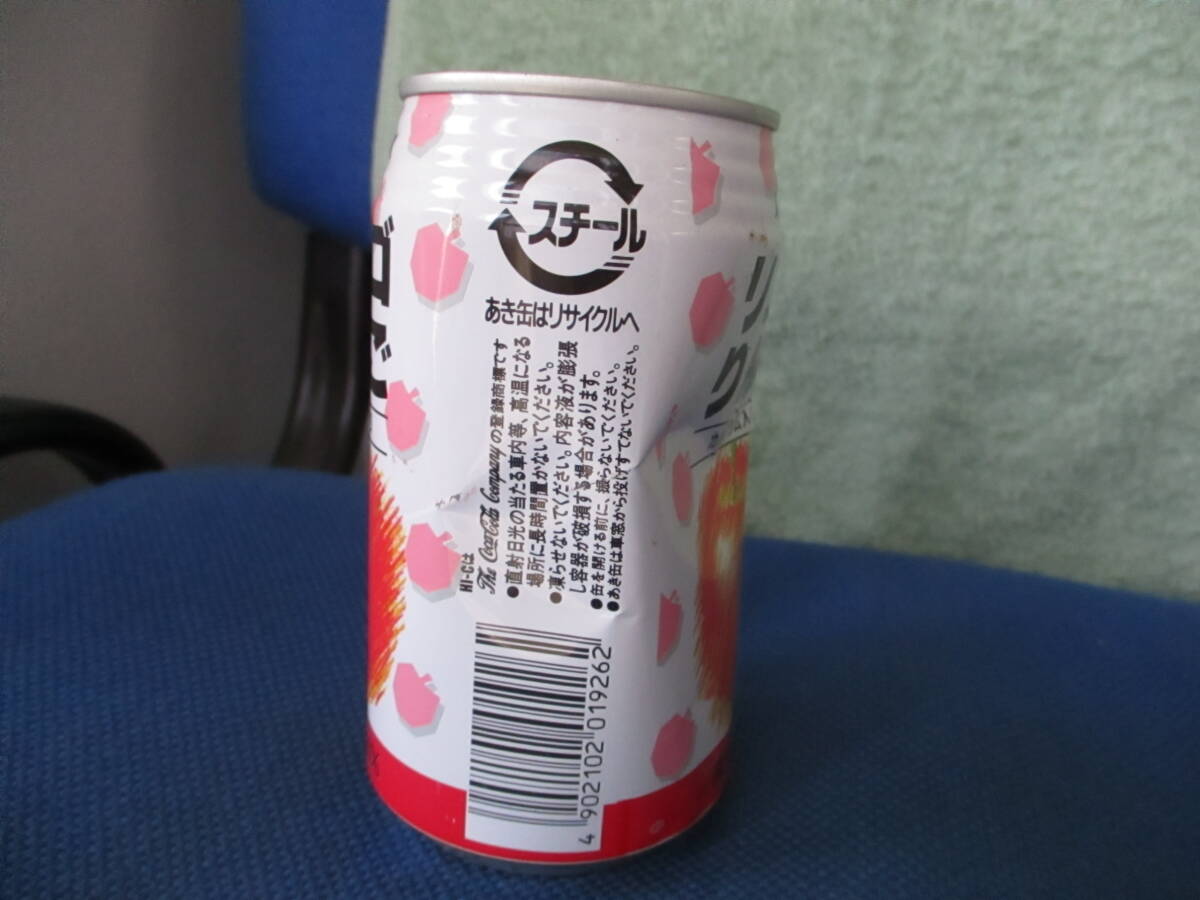 スチール
あき缶はリサイクルへ
HI-Cは
The Coca-Cola Company の登録商標です
●直射日光の当たる車内等、高温になる
場所に長時間置かないでください。
●凍らせないでください。内容液が膨張
し容器が破損する場合があります。
●缶を開ける前に、振らないでください。
●あき缶は車窓から投げすてないでください。
4 902102 019262